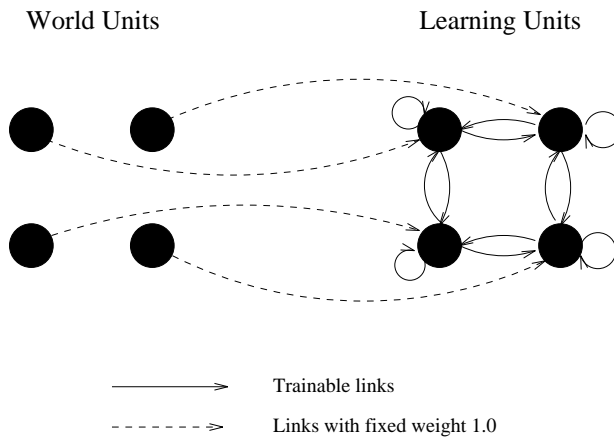 World Units
Learning Units
Trainable links
Links with fixed weight 1.0